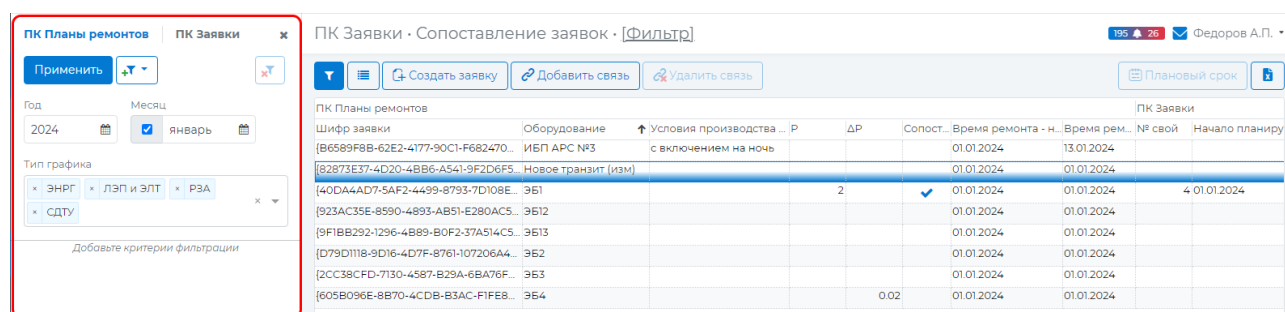 ПК Планы ремонтов ПК Заявки
ПК Заявки • Сопоставление заявок • [Фильтр]
195 26 Федоров А.П.
Применить
Создать заявку Добавить связь Удалить связь Плановый срок
Год Месяц
2024 январь
Тип графика
× ЭНРГ × ЛЭП и ЭЛТ × РЗА
× СДТУ
Добавьте критерии фильтрации
ПК Планы ремонтов ПК Заявки
Шифр заявки Оборудование Условия производства ... P ΔP Сопост... Время ремонта - н... Время рем... № свой Начало планиру
{B6589F8B-62E2-4177-90C1-F682470... ИБП АРС №3 с включением на ночь 01.01.2024 13.01.2024
{82873E37-4D20-4BB6-A541-9F2D6F5... Новое транзит (изм) 01.01.2024 01.01.2024
{40DA4AD7-5AF2-4499-8793-7D108E... ЭБ1 2 01.01.2024 01.01.2024 4 01.01.2024
{923AC35E-8590-4893-AB51-E280AC5... ЭБ12 01.01.2024 01.01.2024
{9F1BB292-1296-4B89-B0F2-37A514C5... ЭБ13 01.01.2024 01.01.2024
{D79D1118-9D16-4D7F-8761-107206A4... ЭБ2 01.01.2024 01.01.2024
{2CC38CFD-7130-4587-B29A-6BA76F... ЭБ3 01.01.2024 01.01.2024
{605B096E-8B70-4CDB-B3AC-F1FE8... ЭБ4 0.02 01.01.2024 01.01.2024